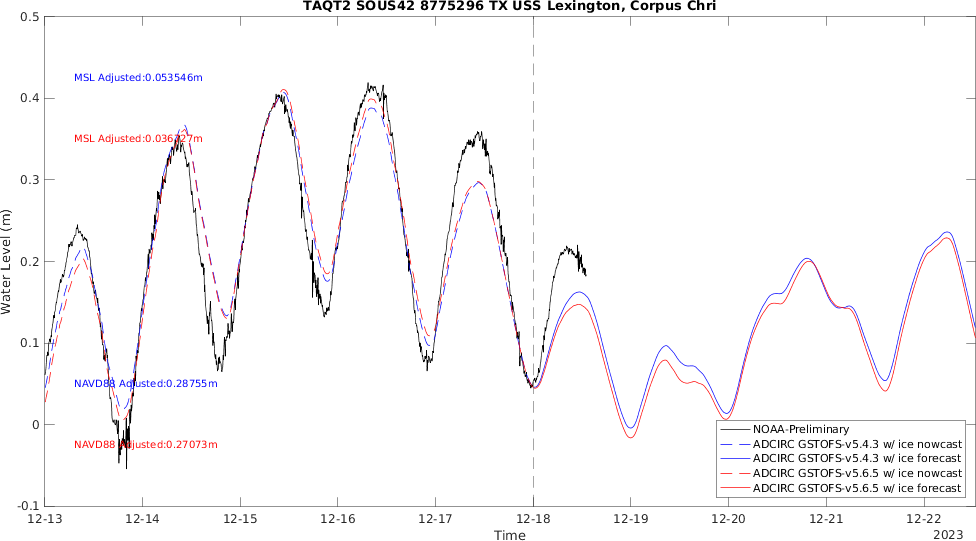 TAQT2 SOUS42 8775296 TX USS Lexington, Corpus Chri
0.5
0.4
0.3
0.2
0.1
0
-0.1
Water Level (m)
MSL Adjusted:0.053546m
MSL Adjusted:
NAVD88 Adjusted:0.28755m
NAVD88 Adjusted:0.27073m
NOAA-Preliminary
ADCIRC GSTOFS-v5.4.3 w/ ice nowcast
ADCIRC GSTOFS-v5.4.3 w/ ice forecast
ADCIRC GSTOFS-v5.6.5 w/ ice nowcast
ADCIRC GSTOFS-v5.6.5 w/ ice forecast
12-13 12-14 12-15 12-16 12-17 12-18 12-19 12-20 12-21 12-22
Time
2023